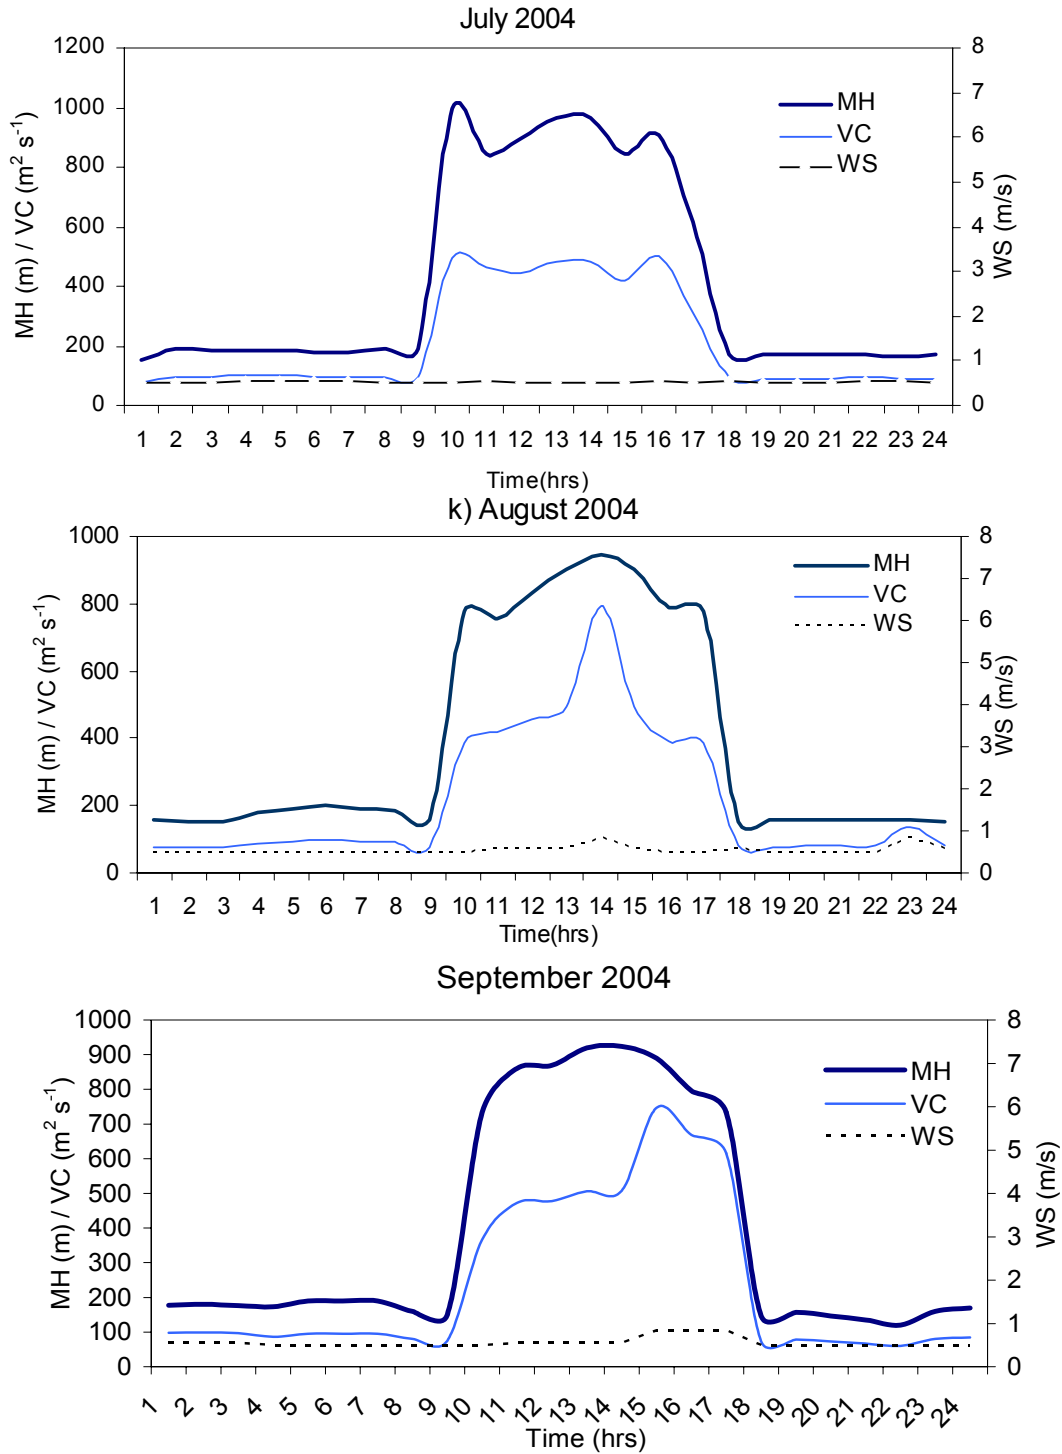 July 2004
1200
1000
800
600
400
200
0
MH (m) / VC (m² s⁻¹)
8
7
6
5
4
3
2
1
0
WS (m/s)
MH
VC
WS
1 2 3 4 5 6 7 8 9 10 11 12 13 14 15 16 17 18 19 20 21 22 23 24
Time(hrs)
k) August 2004
1000
800
600
400
200
0
MH (m) / VC (m² s⁻¹)
8
7
6
5
4
3
2
1
0
WS (m/s)
MH
VC
WS
1 2 3 4 5 6 7 8 9 10 11 12 13 14 15 16 17 18 19 20 21 22 23 24
Time(hrs)
September 2004
1000
900
800
700
600
500
400
300
200
100
0
MH (m) / VC (m² s⁻¹)
8
7
6
5
4
3
2
1
0
WS (m/s)
MH
VC
WS
1 2 3 4 5 6 7 8 9 10 11 12 13 14 15 16 17 18 19 20 21 22 23 24
Time (hrs)